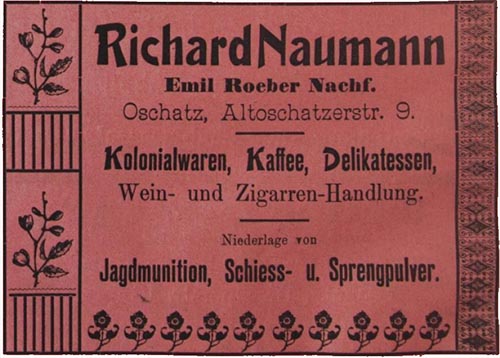 Richard Naumann
Emil Roeber Nachf.
Oschatz, Altoschatzerstr. 9.
Kolonialwaren, Kaffee, Delikatessen,
Wein- und Zigarren-Handlung.
Niederlage von
Jagdmunition, Schiess- u. Sprengpulver.